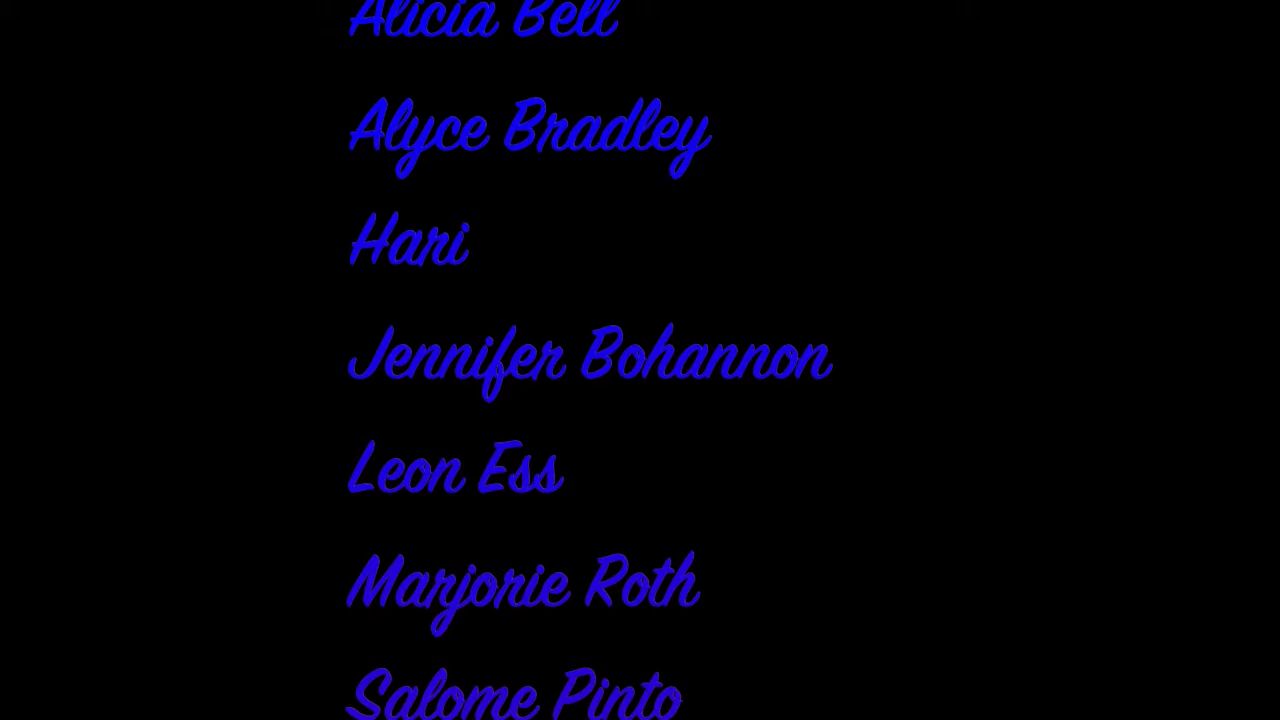 Alicia Bell
Alyce Bradley
Hari
Jennifer Bohannon
Leon Ess
Marjorie Roth
Salome Pinto